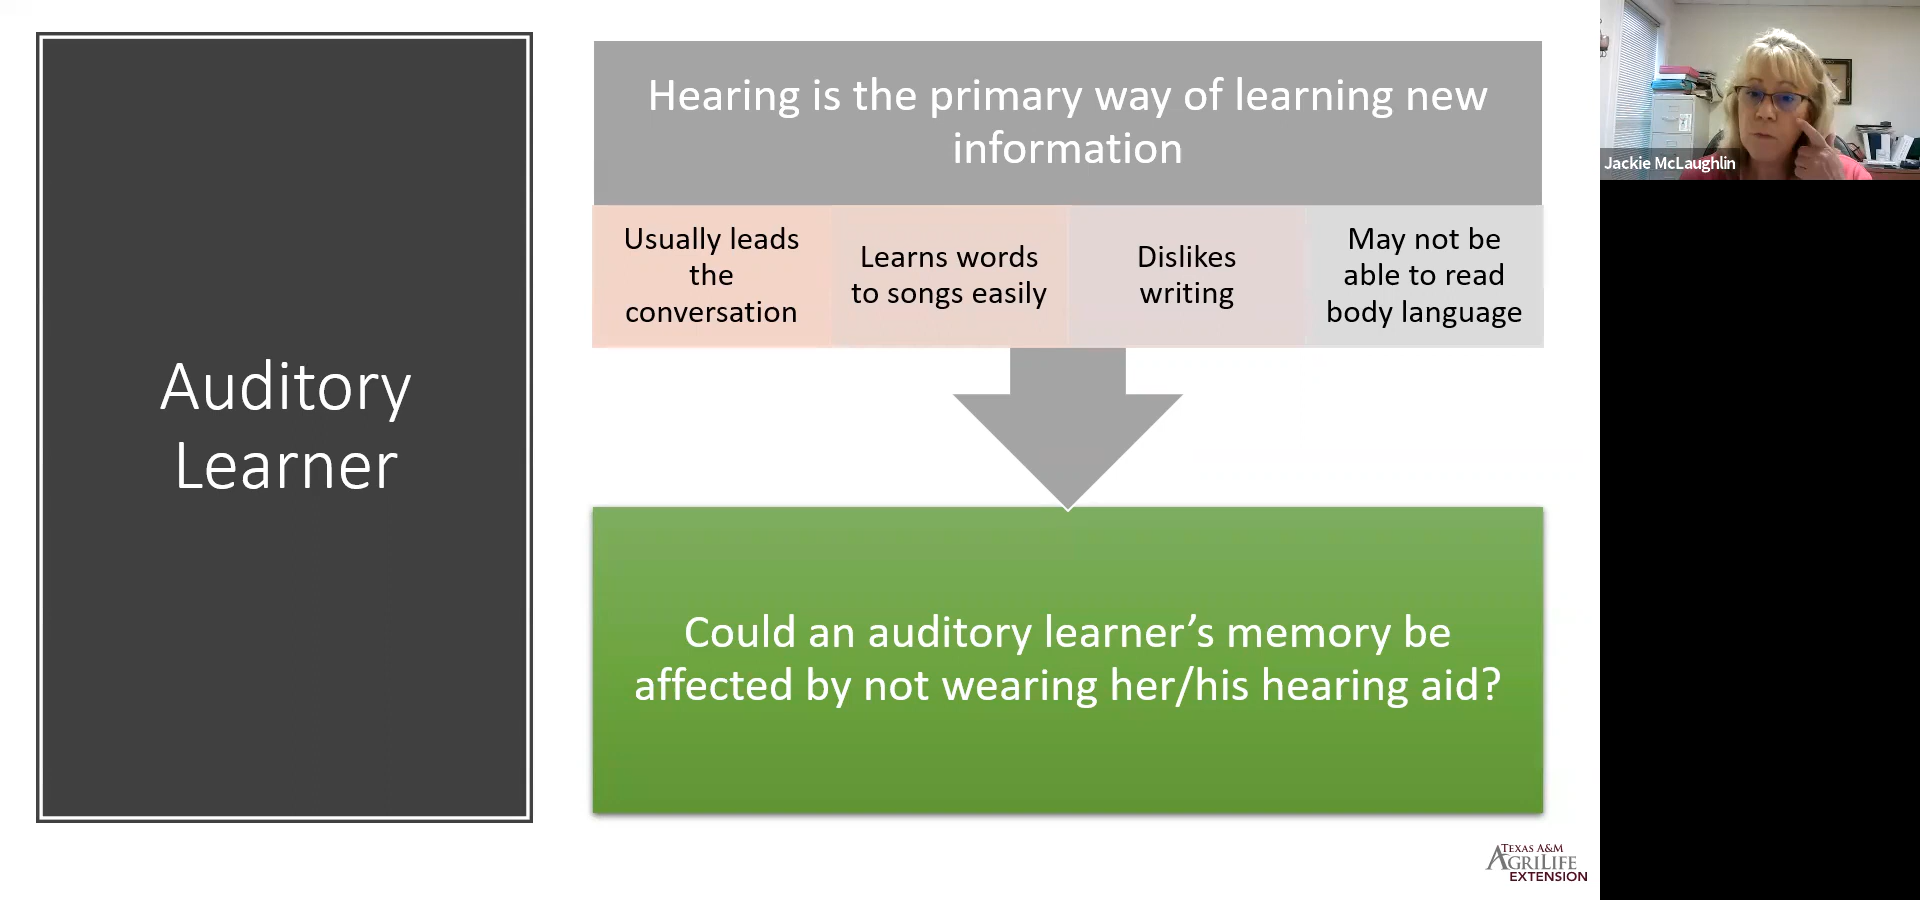 Auditory
Learner
Hearing is the primary way of learning new
information
Usually leads
the
conversation
Learns words
to songs easily
Dislikes
writing
May not be
able to read
body language
Could an auditory learner’s memory be
affected by not wearing her/his hearing aid?
TEXAS A&M
AGRILIFE
EXTENSION
Jackie McLaughlin